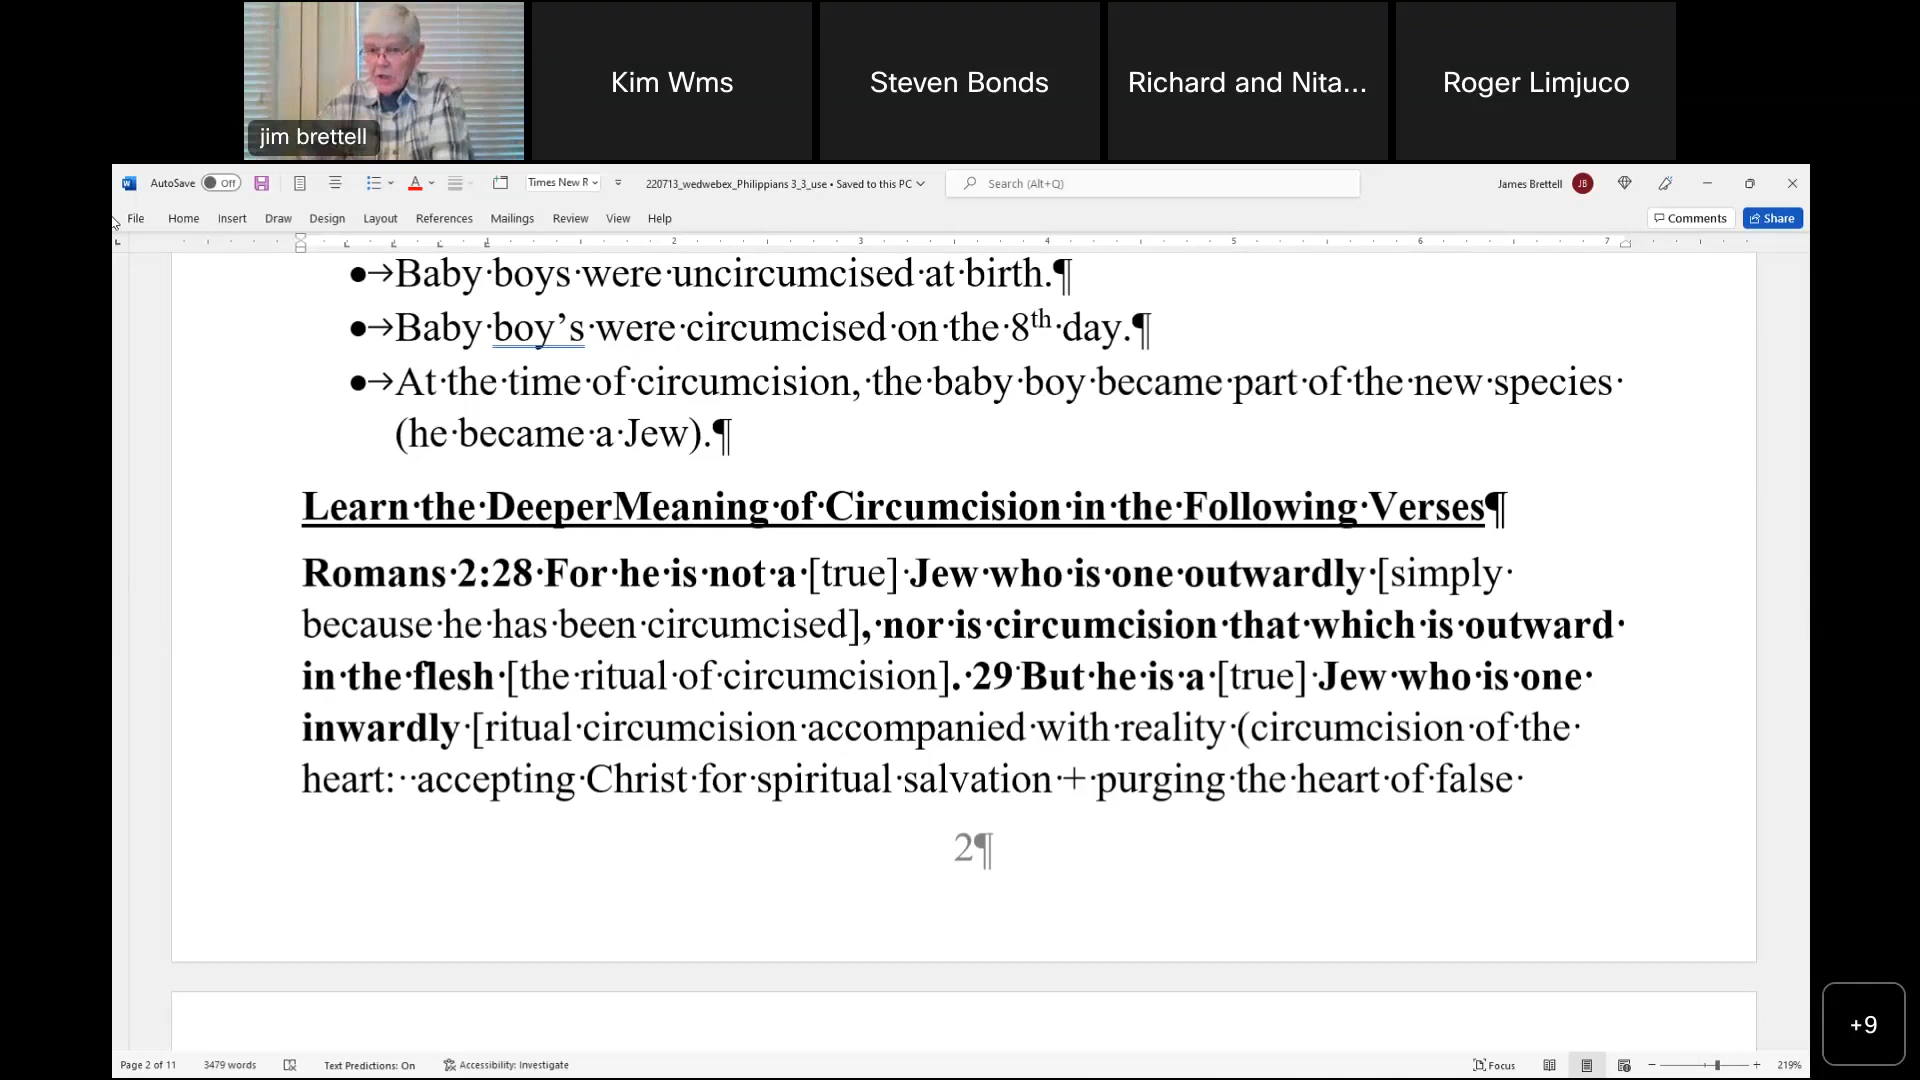 jim brettell
Kim Wms
Steven Bonds
Richard and Nita...
Roger Limjuco
AutoSave Off
Times New R
220713_wedwebex_Philippians 3_3_use • Saved to this PC
Search (Alt+Q)
James Brettell JB
File Home Insert Draw Design Layout References Mailings Review View Help
Comments Share
2 3 4 5 6 7
●→Baby·boys·were·uncircumcised·at·birth.¶
●→Baby·boy’s·were·circumcised·on·the·8th·day.¶
●→At·the·time·of·circumcision,·the·baby·boy·became·part·of·the·new·species·
(he·became·a·Jew).¶
Learn·the·DeeperMeaning·of·Circumcision·in·the·Following·Verses¶
Romans·2:28·For·he·is·not·a·[true]·Jew·who·is·one·outwardly·[simply·
because·he·has·been·circumcised],·nor·is·circumcision·that·which·is·outward·
in·the·flesh·[the·ritual·of·circumcision].·29·But·he·is·a·[true]·Jew·who·is·one·
inwardly·[ritual·circumcision·accompanied·with·reality·(circumcision·of·the·
heart:··accepting·Christ·for·spiritual·salvation·+·purging·the·heart·of·false·
2¶
+9
Page 2 of 11 3479 words Text Predictions: On Accessibility: Investigate Focus 219%